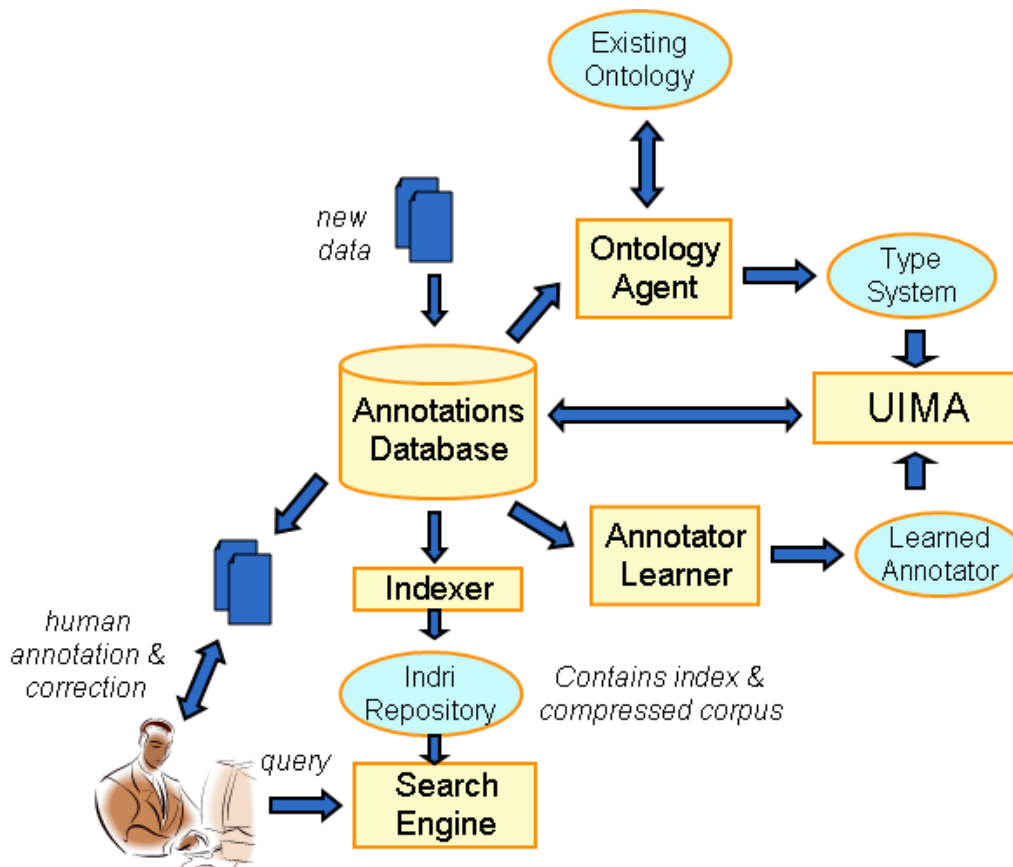 Existing
Ontology
new
data
Ontology
Agent
Type
System
Annotations
Database
UIMA
Annotator
Learner
Learned
Annotator
Indexer
human
annotation &
correction
Indri
Repository
Contains index &
compressed corpus
query
Search
Engine